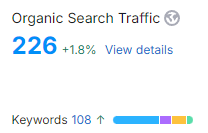 Organic Search Traffic
226 +1.8% View details
Keywords 108 ↑